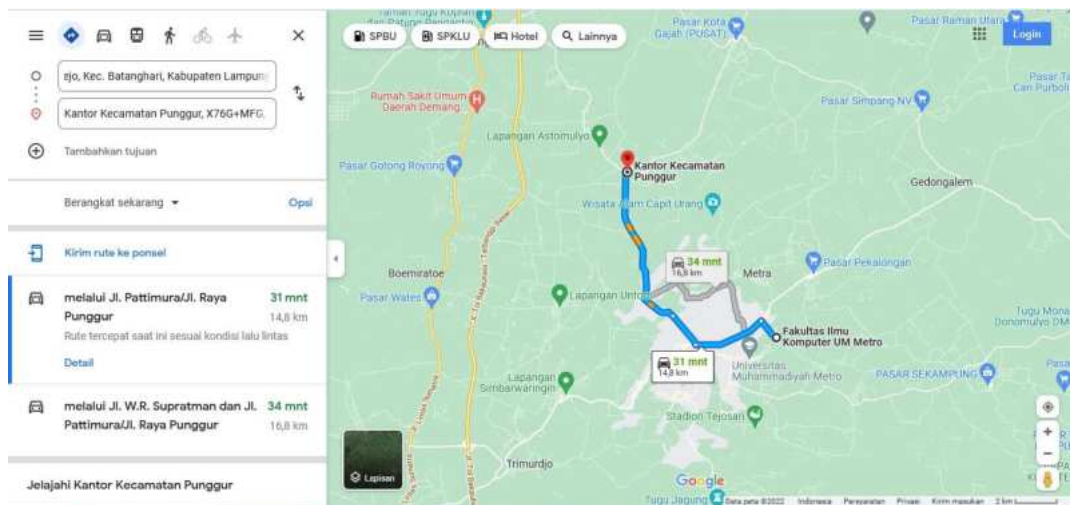 ejo, Kec. Batanghari, Kabupaten Lampung
Kantor Kecamatan Punggur, X76G+MFG,
Tambahkan tujuan
Berangkat sekarang
Opsi
Kirim rute ke ponsel
melalui Jl. Pattimura/Jl. Raya
Punggur
31 mnt
14,8 km
Rute tercepat saat ini sesuai kondisi lalu lintas
Detail
melalui Jl. W.R. Supratman dan Jl.
Pattimura/Jl. Raya Punggur
34 mnt
16,8 km
Jelajahi Kantor Kecamatan Punggur
SPBU
SPKLU
Hotel
Lainnya
Login
Pasar Kota
Gajah (PUSAT)
Pasar Raman Utara
Rumah Sakit Umum
Daerah Demang
Pasar Simpang NV
Lapangan Astomulyo
Pasar Gotong Royong
Kantor Kecamatan
Punggur
Gedongalem
Wisata Alam Capit Urang
34 mnt
16,8 km
Metra
Pasar Pekalongan
Boemiratoe
Pasar Wates
Lapangan Untoro
Fakultas Ilmu
Komputer UM Metro
31 mnt
14,8 km
Universitas
Muhammadiyah Metro
PASAR SEKAMPUNG
Lapangan
Simbarwaringin
Stadion Tejosari
Trimurdjo
Lapisan
Google
Tugu Jagung
Data peta ©2022
Indonesia
Persyaratan
Privasi
Kirim masukan
2 km